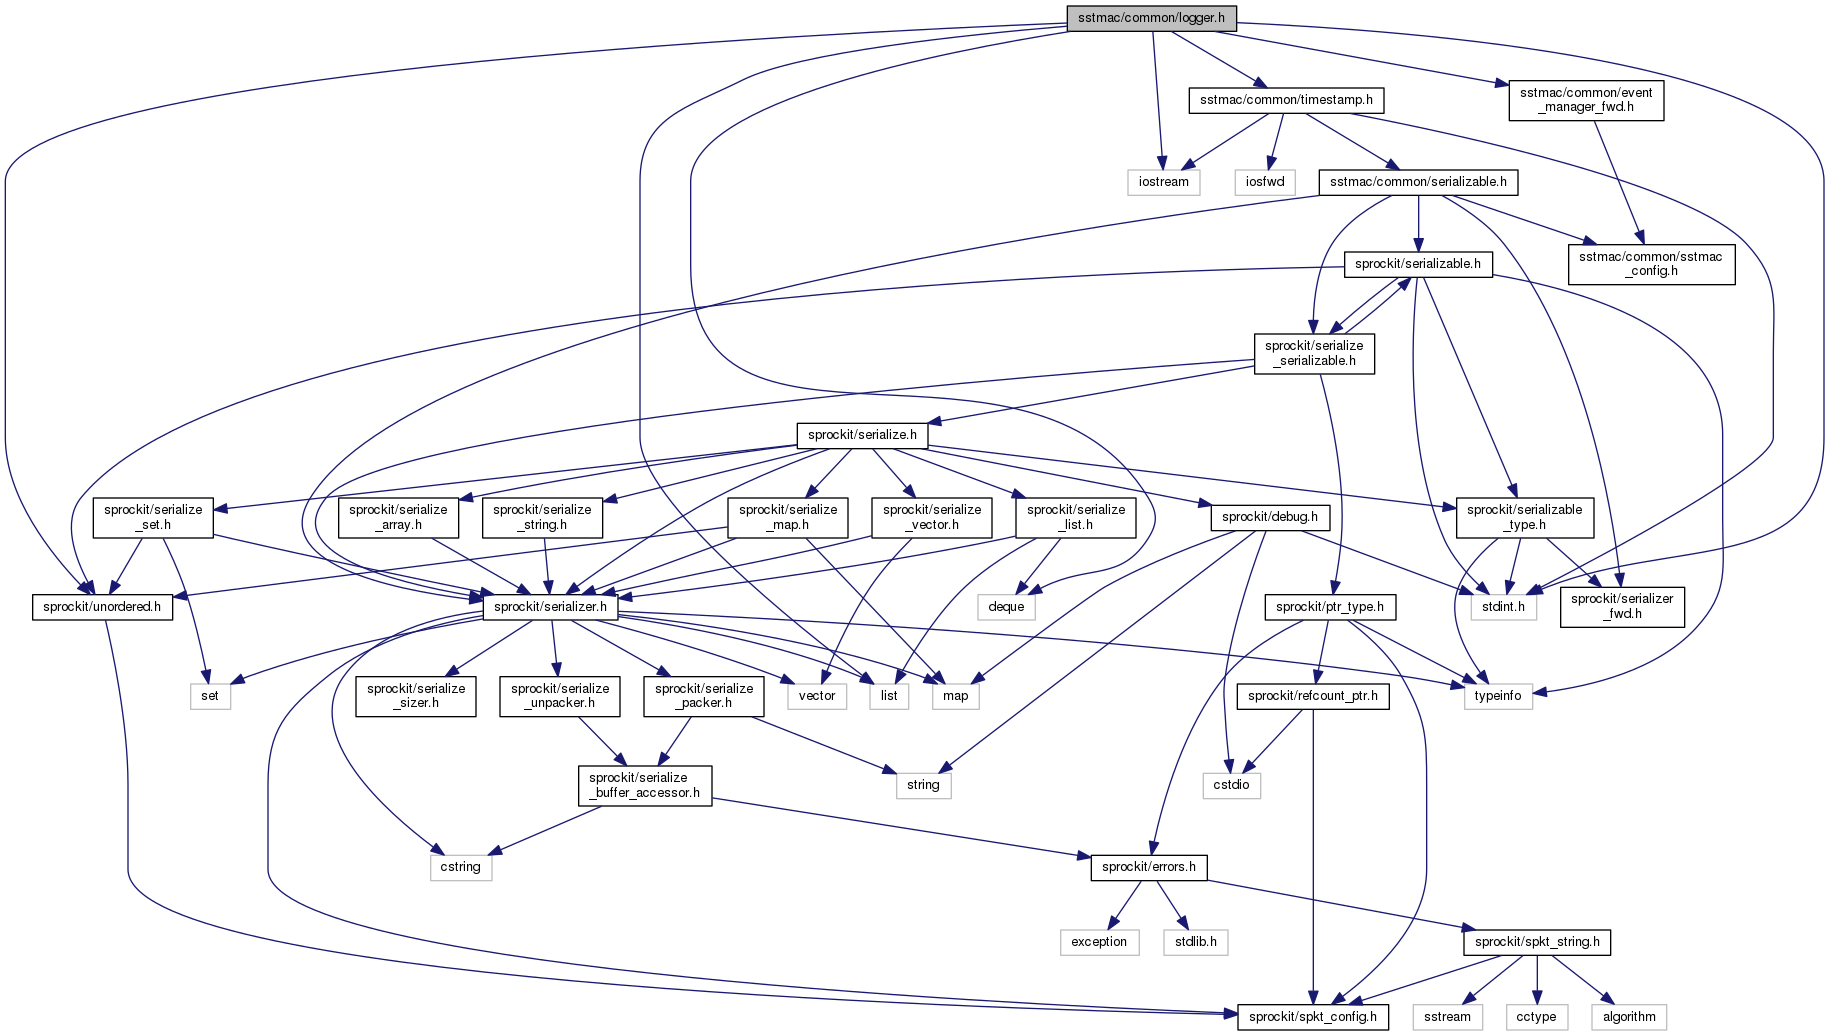 sstmac/common/logger.h
sstmac/common/timestamp.h
sstmac/common/event
_manager_fwd.h
iostream
iosfwd
sstmac/common/serializable.h
sprockit/serializable.h
sstmac/common/sstmac
_config.h
sprockit/serialize
_serializable.h
sprockit/serialize.h
sprockit/serialize
_set.h
sprockit/serialize
_array.h
sprockit/serialize
_string.h
sprockit/serialize
_map.h
sprockit/serialize
_vector.h
sprockit/serialize
_list.h
sprockit/debug.h
sprockit/serializable
_type.h
sprockit/unordered.h
sprockit/serializer.h
deque
sprockit/ptr_type.h
stdint.h
sprockit/serializer
_fwd.h
set
sprockit/serialize
_sizer.h
sprockit/serialize
_unpacker.h
sprockit/serialize
_packer.h
vector
list
map
sprockit/refcount_ptr.h
typeinfo
sprockit/serialize
_buffer_accessor.h
string
cstdio
cstring
sprockit/errors.h
exception
stdlib.h
sprockit/spkt_string.h
sprockit/spkt_config.h
sstream
cctype
algorithm